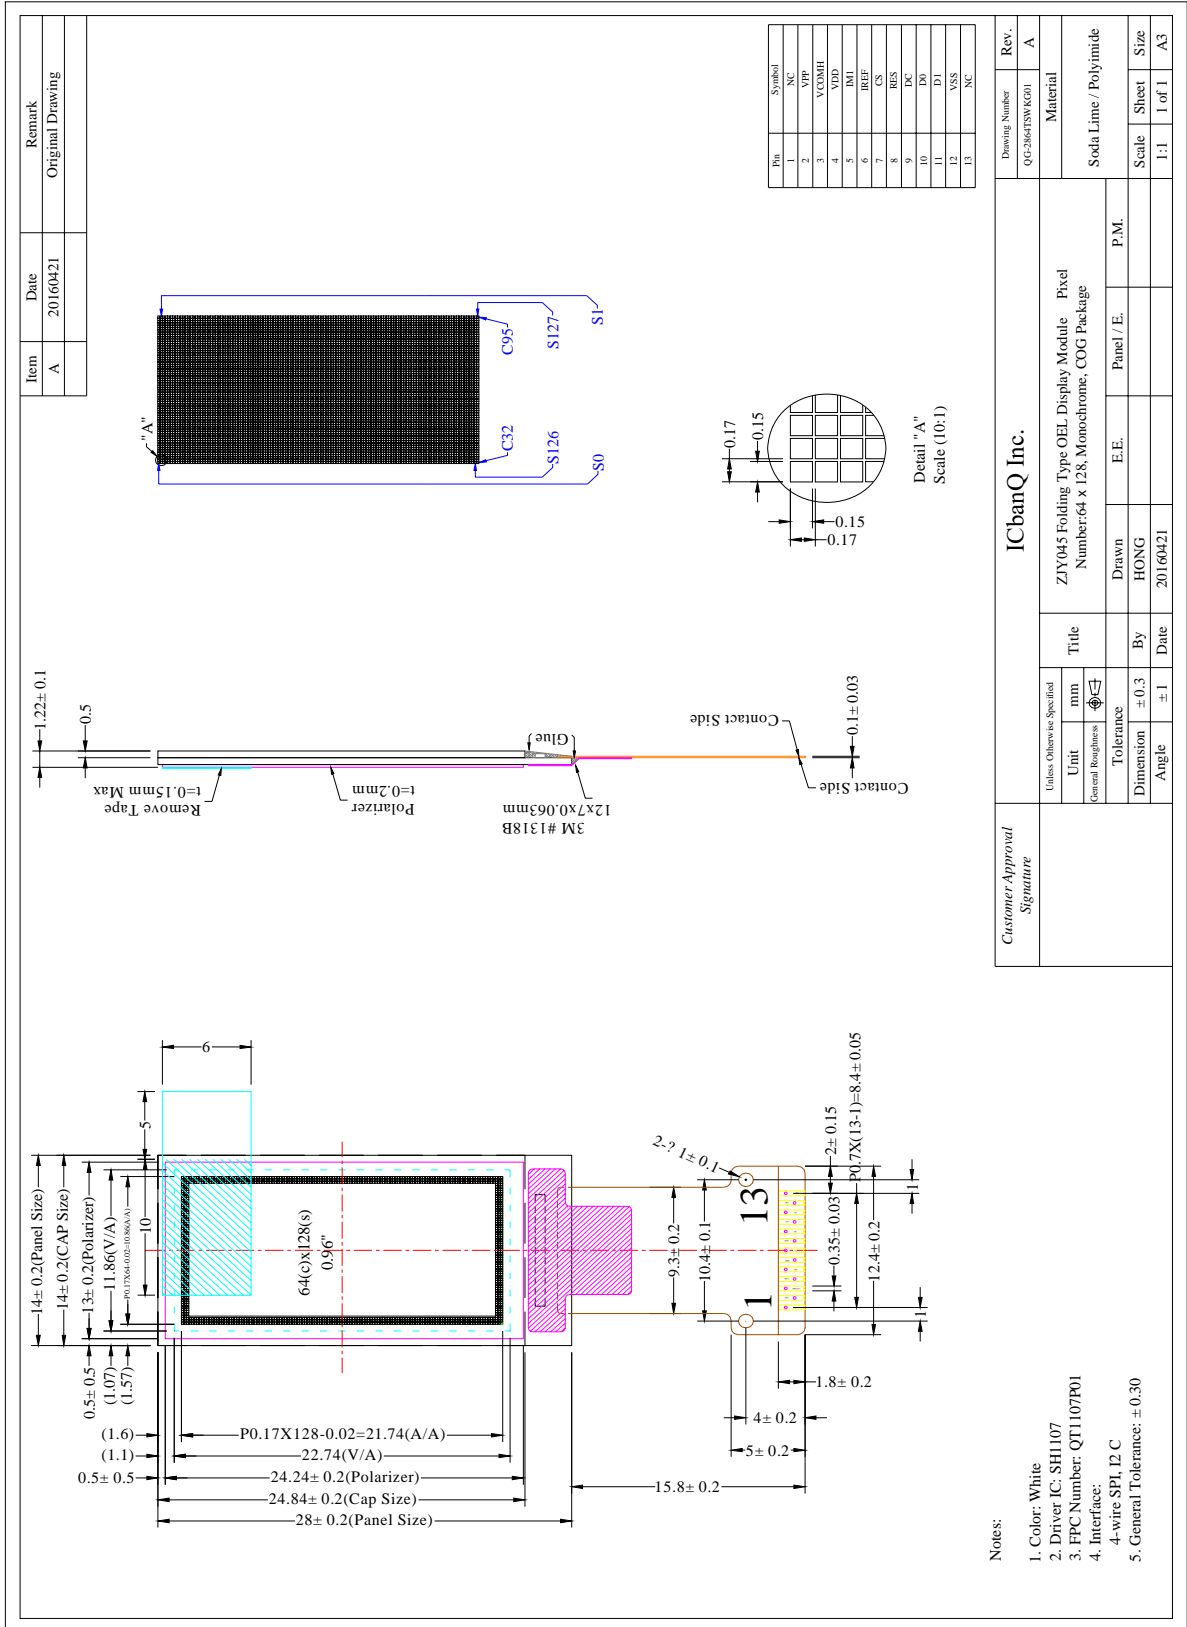 Item Date Remark
A 20160421 Original Drawing
14± 0.2(Panel Size)
14± 0.2(CAP Size)
13± 0.2(Polarizer)
11.86(V/A)
P0.17X64-0.02=10.86(A/A)
10
5
6
0.5± 0.5
(1.07)
(1.57)
(1.6)
(1.1)
0.5± 0.5
P0.17X128-0.02=21.74(A/A)
22.74(V/A)
24.24± 0.2(Polarizer)
24.84± 0.2(Cap Size)
28± 0.2(Panel Size)
15.8± 0.2
64(c)x128(s)
0.96"
9.3± 0.2
10.4± 0.1
2-? 1± 0.1
1 13
2± 0.15
P0.7X(13-1)=8.4± 0.05
0.35± 0.03
12.4± 0.2
1
1
1.8± 0.2
4± 0.2
5± 0.2
1.22± 0.1
0.5
Remove Tape
t=0.15mm Max
Polarizer
t=0.2mm
3M #1318B
12x7x0.063mm
Glue
Contact Side
Contact Side
0.1± 0.03
"A"
C32
C95
S126
S127
S0
S1
0.17
0.15
0.15
0.17
Detail "A"
Scale (10:1)
Pin Symbol
1 NC
2 VPP
3 VCOMH
4 VDD
5 IM1
6 IREF
7 CS
8 RES
9 DC
10 D0
11 D1
12 VSS
13 NC
Notes:
1. Color: White
2. Driver IC: SH1107
3. FPC Number: QT1107P01
4. Interface:
4-wire SPI, I2 C
5. General Tolerance: ± 0.30
Customer Approval
Signature
ICbanQ Inc.
Drawing Number Rev.
QG-2864TSWKG01 A
Unless Otherwise Specified
Unit mm
General Roughness
Tolerance
Dimension ± 0.3
Angle ± 1
Title
ZJY045 Folding Type OEL Display Module Pixel
Number:64 x 128, Monochrome, COG Package
Material
Soda Lime / Polyimide
Drawn E.E. Panel / E. P.M.
By HONG
Date 20160421
Scale Sheet Size
1:1 1 of 1 A3